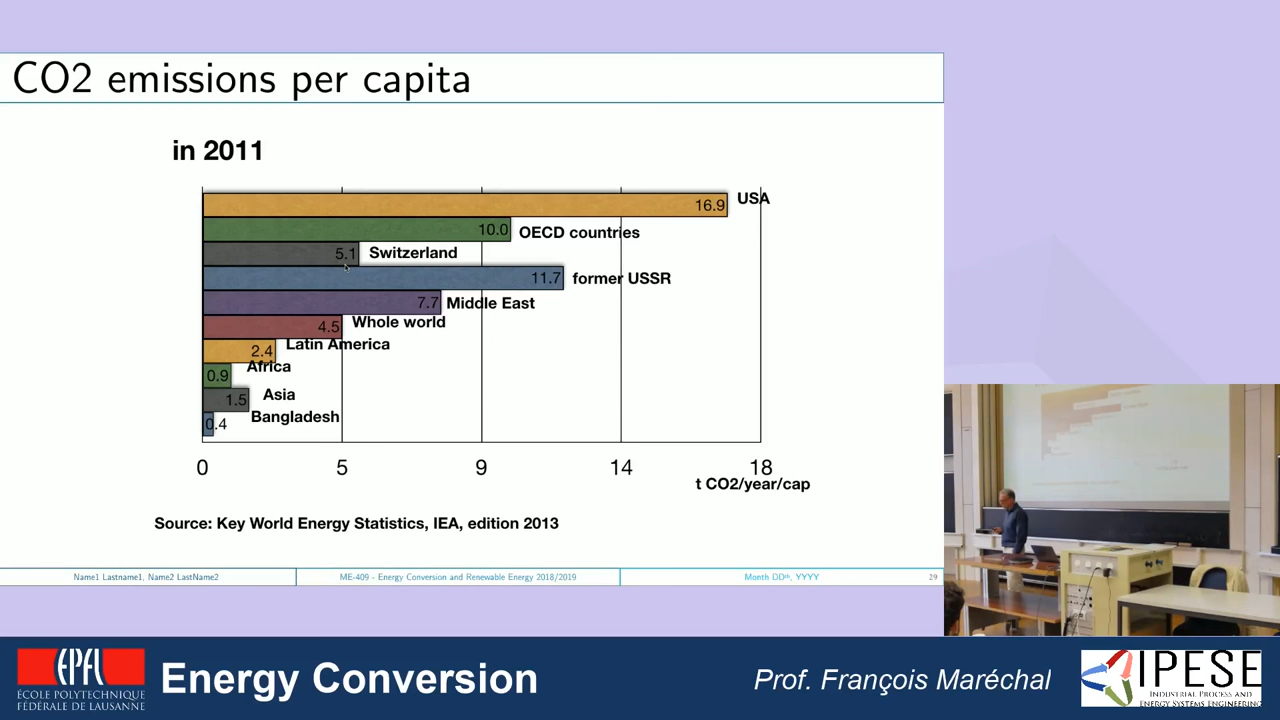 CO2 emissions per capita
in 2011
16.9 USA
10.0 OECD countries
5.1 Switzerland
11.7 former USSR
7.7 Middle East
4.5 Whole world
2.4 Latin America
0.9 Africa
1.5 Asia
0.4 Bangladesh
0 5 9 14 18
t CO2/year/cap
Source: Key World Energy Statistics, IEA, edition 2013
Name1 Lastname1, Name2 LastName2
ME-409 - Energy Conversion and Renewable Energy 2018/2019
Month DDth, YYYY
29
EPFL
ÉCOLE POLYTECHNIQUE
FÉDÉRALE DE LAUSANNE
Energy Conversion
Prof. François Maréchal
IPESE
Industrial Process and
Energy Systems Engineering